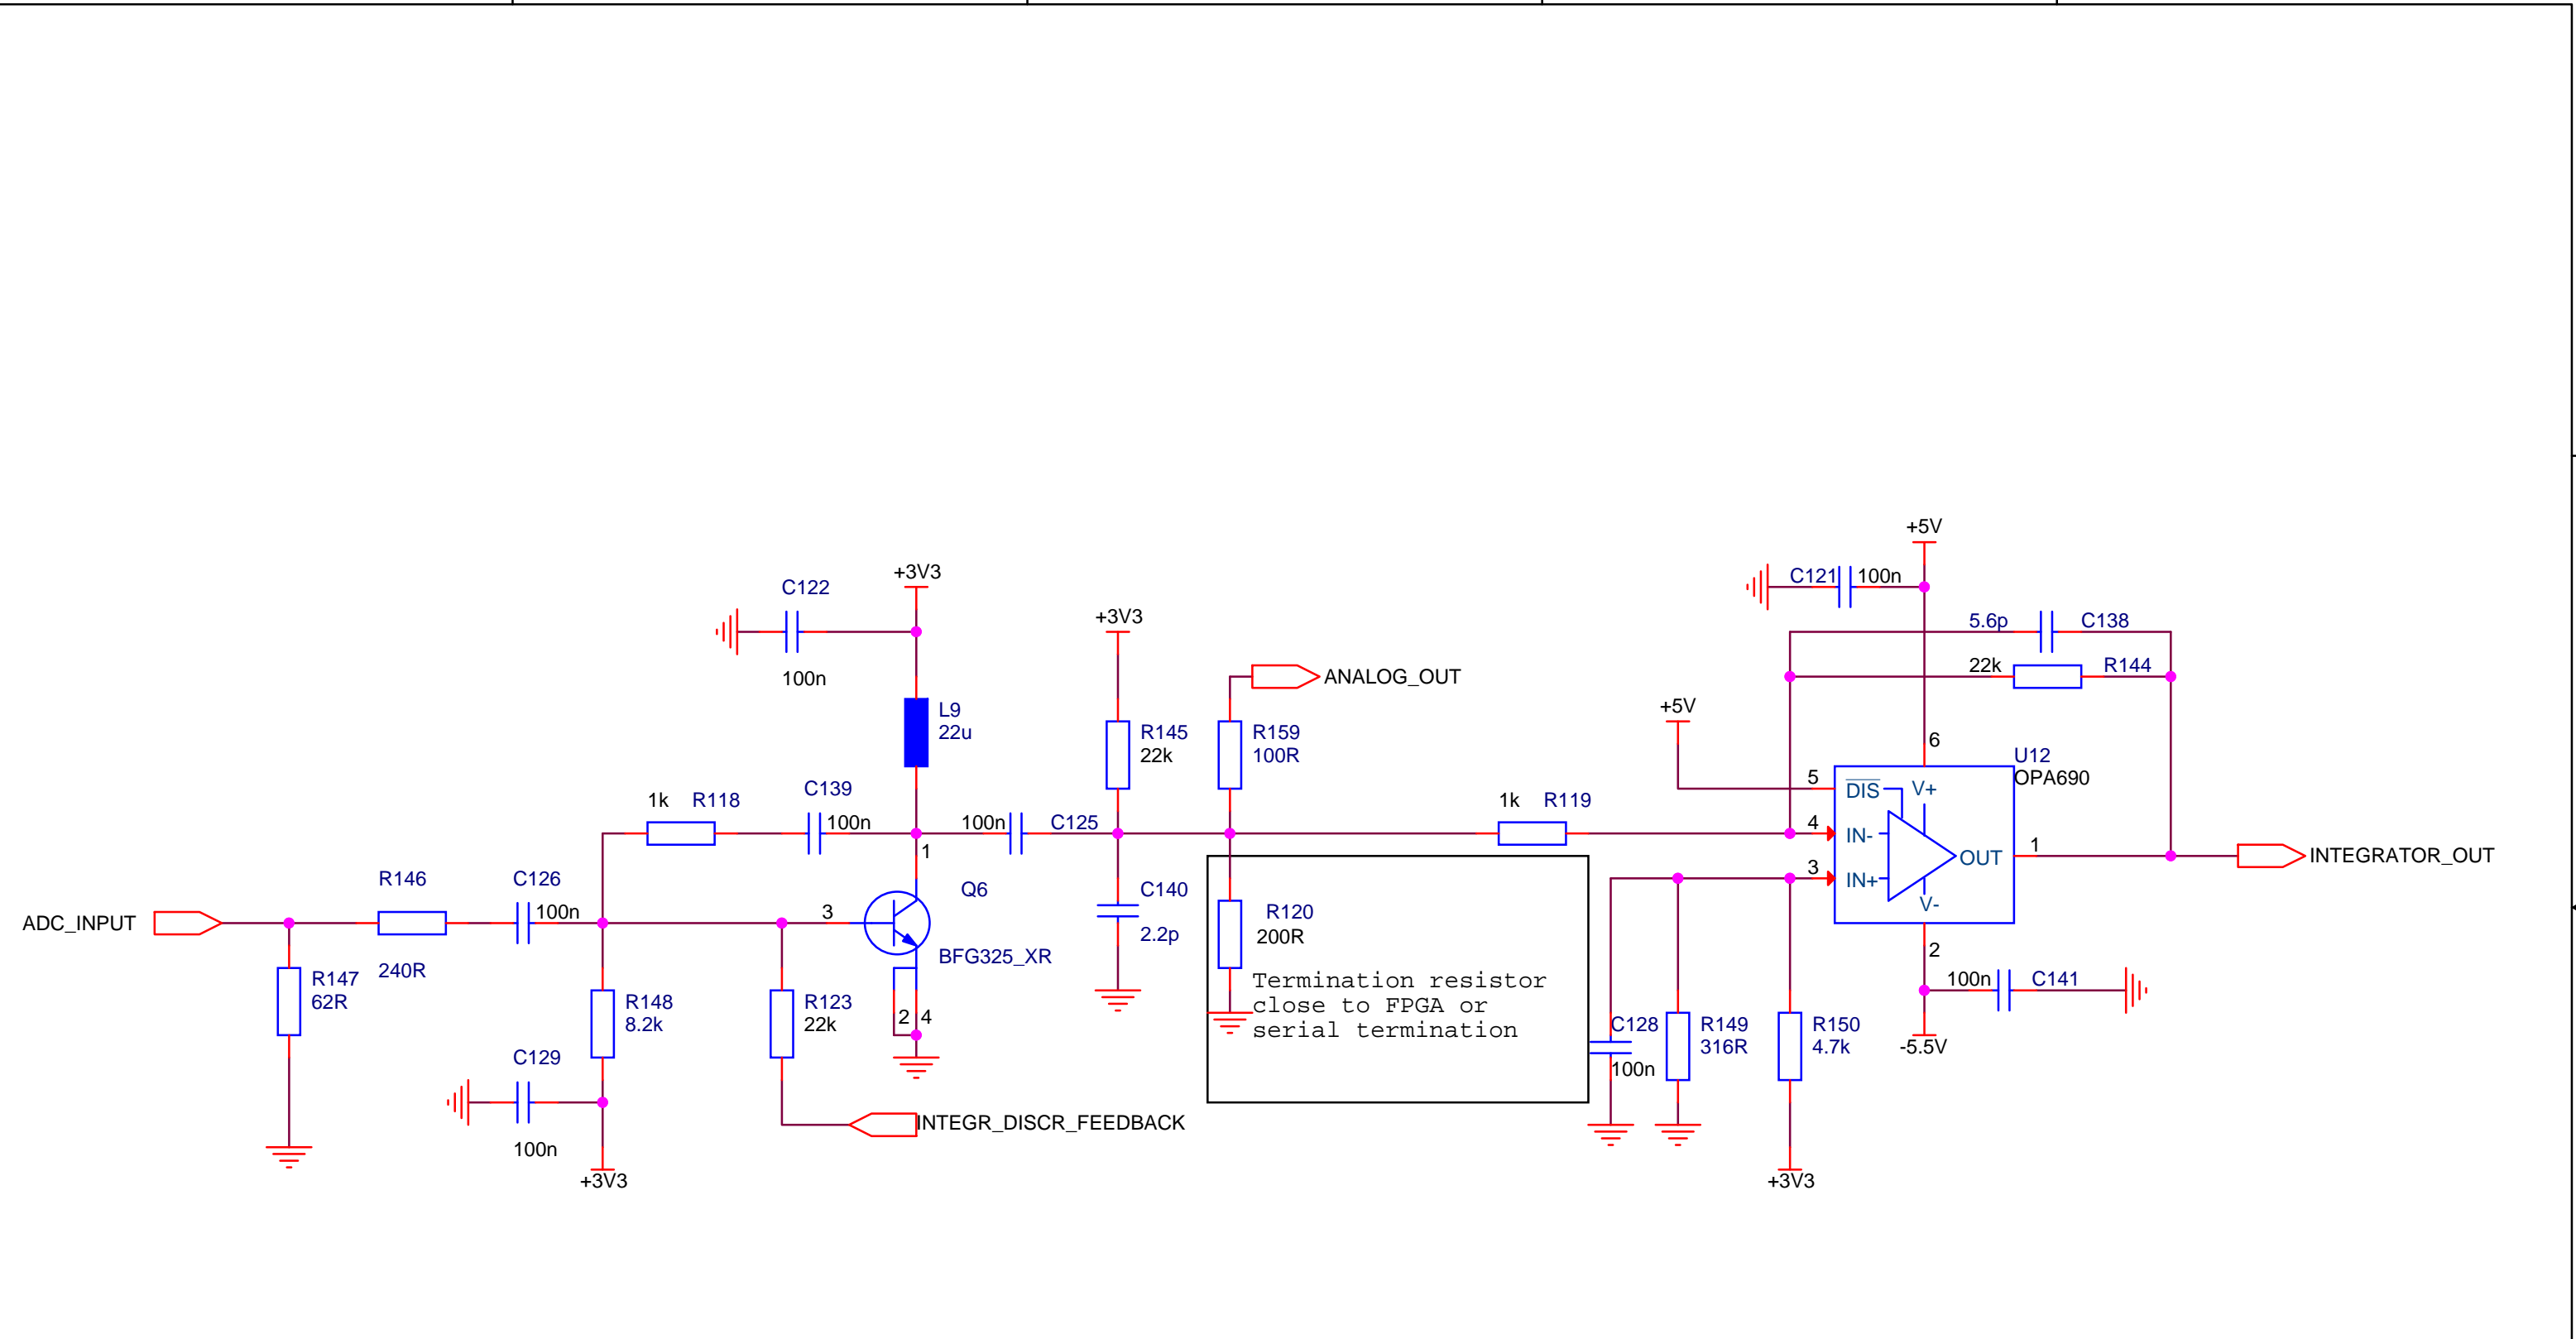 +5V
+3V3
C122
C121
100n
+3V3
5.6p
C138
22k
R144
100n
ANALOG_OUT
+5V
L9
22u
R145
22k
R159
100R
6
U12
OPA690
5
DIS
V+
1k
R118
C139
100n
100n
C125
1k
R119
4
IN-
1
OUT
1
INTEGRATOR_OUT
3
IN+
V-
R146
C126
100n
Q6
C140
2.2p
R120
200R
ADC_INPUT
3
BFG325_XR
2
240R
R147
62R
100n
C141
Termination resistor
close to FPGA or
serial termination
R148
8.2k
R123
22k
2
4
C128
R149
316R
R150
4.7k
-5.5V
C129
100n
INTEGR_DISCR_FEEDBACK
100n
+3V3
+3V3